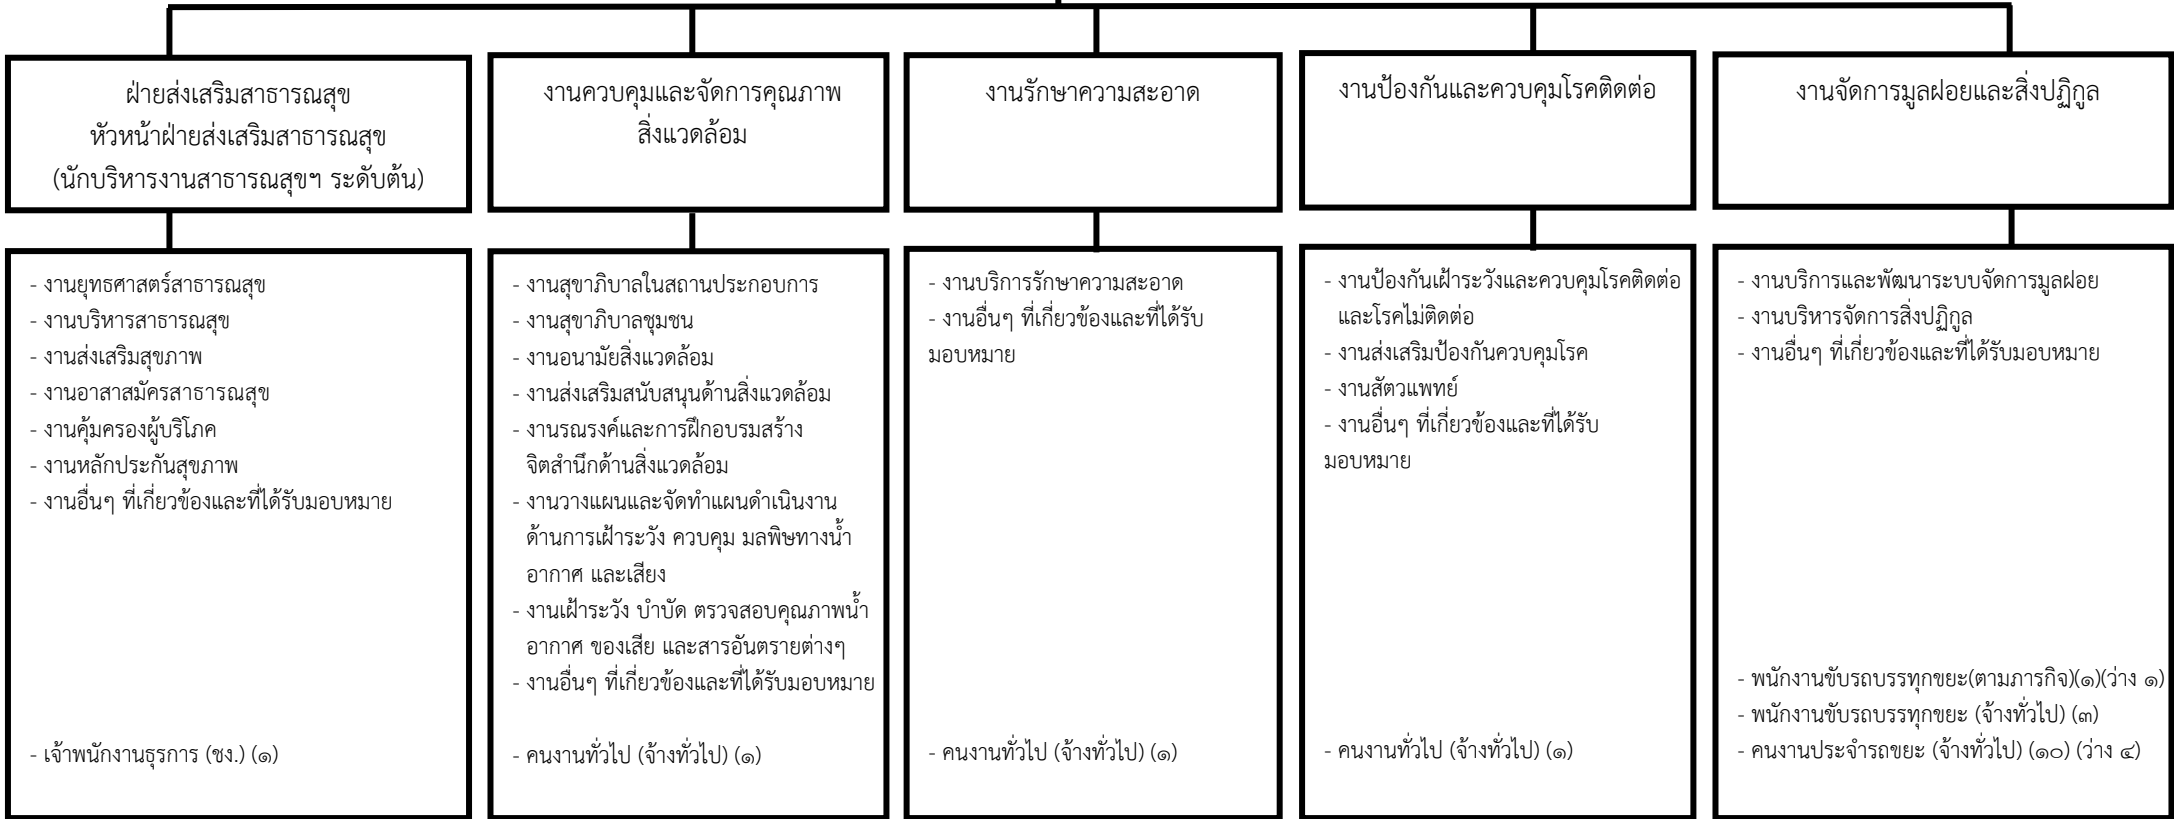 ฝ่ายส่งเสริมสาธารณสุข
หัวหน้าฝ่ายส่งเสริมสาธารณสุข
(นักบริหารงานสาธารณสุขฯ ระดับต้น)
งานควบคุมและจัดการคุณภาพ
สิ่งแวดล้อม
งานรักษาความสะอาด
งานป้องกันและควบคุมโรคติดต่อ
งานจัดการมูลฝอยและสิ่งปฏิกูล
- งานยุทธศาสตร์สาธารณสุข
- งานบริหารสาธารณสุข
- งานส่งเสริมสุขภาพ
- งานอาสาสมัครสาธารณสุข
- งานคุ้มครองผู้บริโภค
- งานหลักประกันสุขภาพ
- งานอื่นๆ ที่เกี่ยวข้องและที่ได้รับมอบหมาย
- เจ้าพนักงานธุรการ (ชง.) (๑)
- งานสุขาภิบาลในสถานประกอบการ
- งานสุขาภิบาลชุมชน
- งานอนามัยสิ่งแวดล้อม
- งานส่งเสริมสนับสนุนด้านสิ่งแวดล้อม
- งานรณรงค์และการฝึกอบรมสร้าง
จิตสำนึกด้านสิ่งแวดล้อม
- งานวางแผนและจัดทำแผนดำเนินงาน
ด้านการเฝ้าระวัง ควบคุม มลพิษทางน้ำ
อากาศ และเสียง
- งานเฝ้าระวัง บำบัด ตรวจสอบคุณภาพน้ำ
อากาศ ของเสีย และสารอันตรายต่างๆ
- งานอื่นๆ ที่เกี่ยวข้องและที่ได้รับมอบหมาย
- คนงานทั่วไป (จ้างทั่วไป) (๑)
- งานบริการรักษาความสะอาด
- งานอื่นๆ ที่เกี่ยวข้องและที่ได้รับ
มอบหมาย
- คนงานทั่วไป (จ้างทั่วไป) (๑)
- งานป้องกันเฝ้าระวังและควบคุมโรคติดต่อ
และโรคไม่ติดต่อ
- งานส่งเสริมป้องกันควบคุมโรค
- งานสัตวแพทย์
- งานอื่นๆ ที่เกี่ยวข้องและที่ได้รับ
มอบหมาย
- คนงานทั่วไป (จ้างทั่วไป) (๑)
- งานบริการและพัฒนาระบบจัดการมูลฝอย
- งานบริหารจัดการสิ่งปฏิกูล
- งานอื่นๆ ที่เกี่ยวข้องและที่ได้รับมอบหมาย
- พนักงานขับรถบรรทุกขยะ(ตามภารกิจ)(๑)(ว่าง ๑)
- พนักงานขับรถบรรทุกขยะ (จ้างทั่วไป) (๓)
- คนงานประจำรถขยะ (จ้างทั่วไป) (๑๐) (ว่าง ๔)